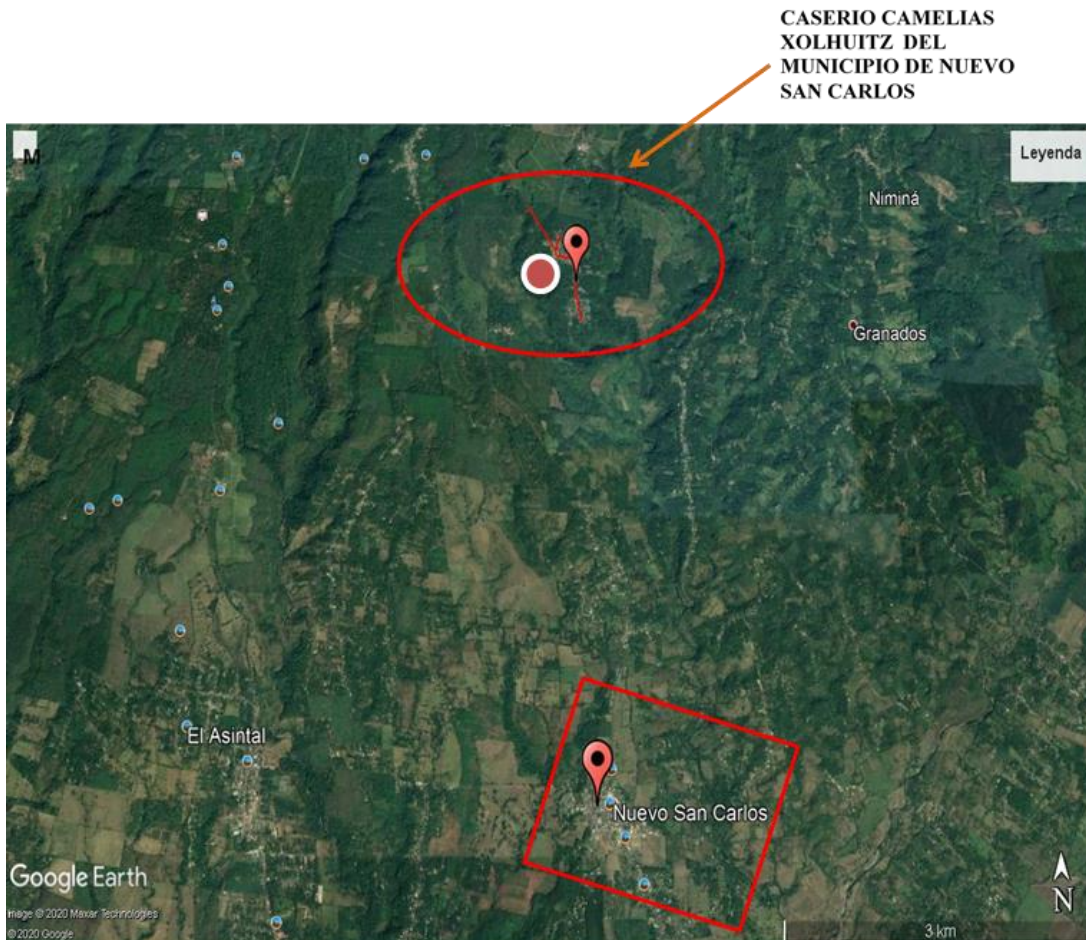 CASERIO CAMELIAS
XOLHUITZ DEL
MUNICIPIO DE NUEVO
SAN CARLOS
M
Leyenda
Niminá
Granados
El Asintal
Nuevo San Carlos
Google Earth
Image © 2020 Maxar Technologies
© 2020 Google
N
3 km